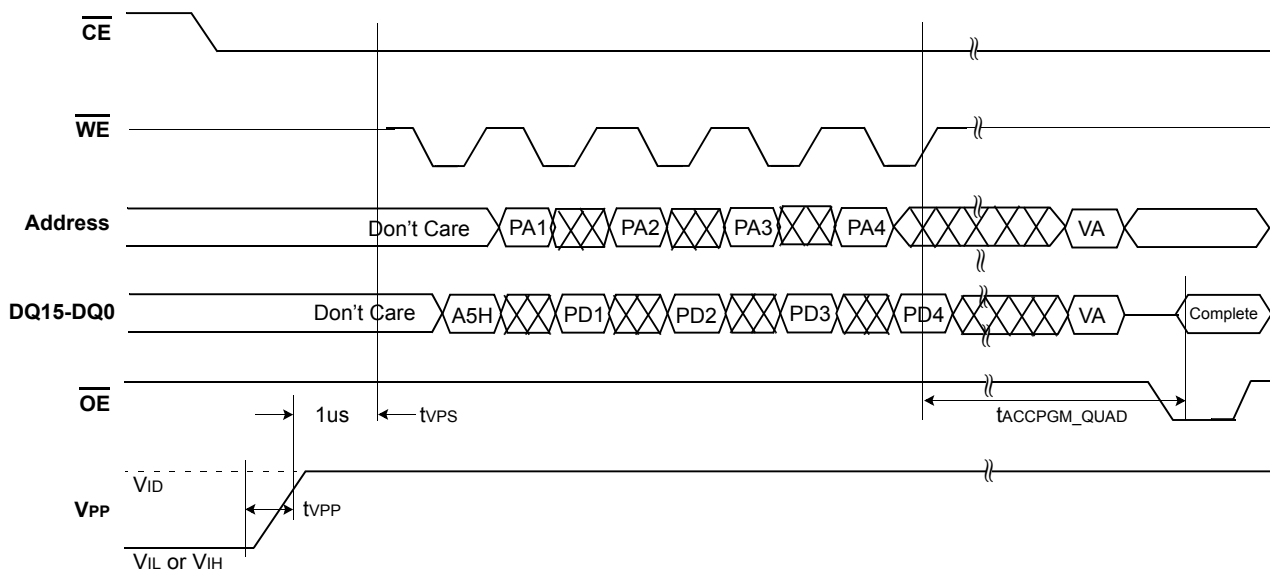 CE
WE
Address
Don't Care PA1 PA2 PA3 PA4 VA
DQ15-DQ0
Don't Care A5H PD1 PD2 PD3 PD4 VA Complete
OE
1us tVPS tACCPGM_QUAD
VID
VPP
tVPP
VIL or VIH